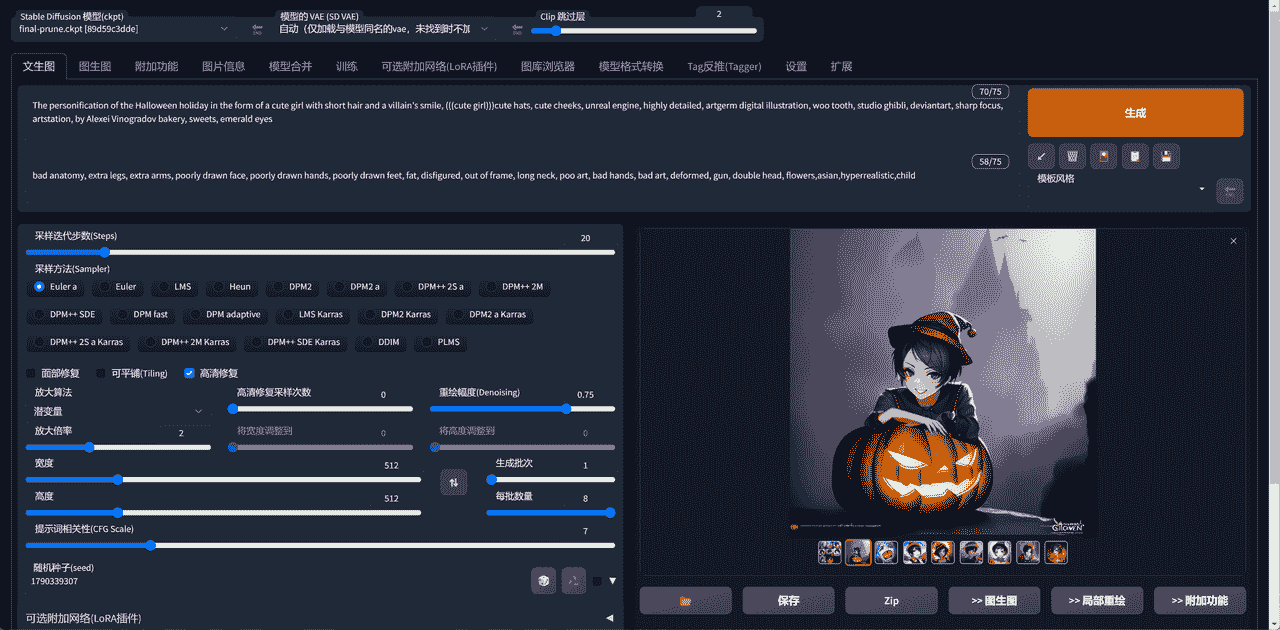 Stable Diffusion 模型(ckpt)
final-prune.ckpt [89d59c3dde]
模型的 VAE (SD VAE)
自动（仅加载与模型同名的vae，未找到时不加
Clip 跳过层
2
文生图 图生图 附加功能 图片信息 模型合并 训练 可选附加网络(LoRA插件) 图库浏览器 模型格式转换 Tag反推(Tagger) 设置 扩展
70/75
The personification of the Halloween holiday in the form of a cute girl with short hair and a villain's smile, (((cute girl)))cute hats, cute cheeks, unreal engine, highly detailed, artgerm digital illustration, woo tooth, studio ghibli, deviantart, sharp focus,
artstation, by Alexei Vinogradov bakery, sweets, emerald eyes
58/75
bad anatomy, extra legs, extra arms, poorly drawn face, poorly drawn hands, poorly drawn feet, fat, disfigured, out of frame, long neck, poo art, bad hands, bad art, deformed, gun, double head, flowers,asian,hyperrealistic,child
生成
模板风格
采样迭代步数(Steps)
20
采样方法(Sampler)
Euler a Euler LMS Heun DPM2 DPM2 a DPM++ 2S a DPM++ 2M
DPM++ SDE DPM fast DPM adaptive LMS Karras DPM2 Karras DPM2 a Karras
DPM++ 2S a Karras DPM++ 2M Karras DPM++ SDE Karras DDIM PLMS
面部修复 可平铺(Tiling) 高清修复
放大算法
潜变量
高清修复采样次数 0
重绘幅度(Denoising) 0.75
放大倍率 2
将宽度调整到 0
将高度调整到 0
宽度 512
生成批次 1
高度 512
每批数量 8
提示词相关性(CFG Scale) 7
随机种子(seed)
1790339307
可选附加网络(LoRA插件)
保存 Zip >> 图生图 >> 局部重绘 >> 附加功能